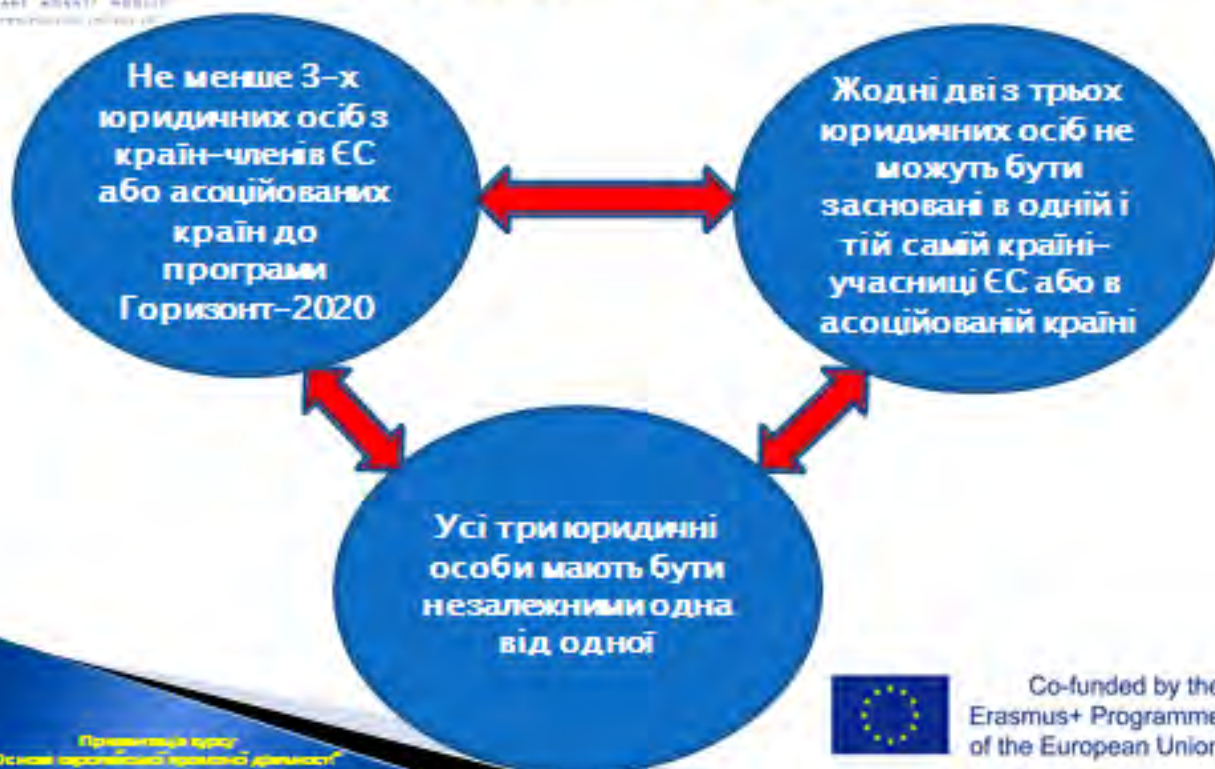 Не менше 3-х
юридичних осіб з
країн-членів ЄС
або асоційованих
країн до
програми
Горизонт-2020
Жодні дві з трьох
юридичних осіб не
можуть бути
засновані в одній і
тій самій країні-
учасниці ЄС або в
асоційованій країні
Усі три юридичні
особи мають бути
незалежними одна
від одної
Co-funded by the
Erasmus+ Programme
of the European Union